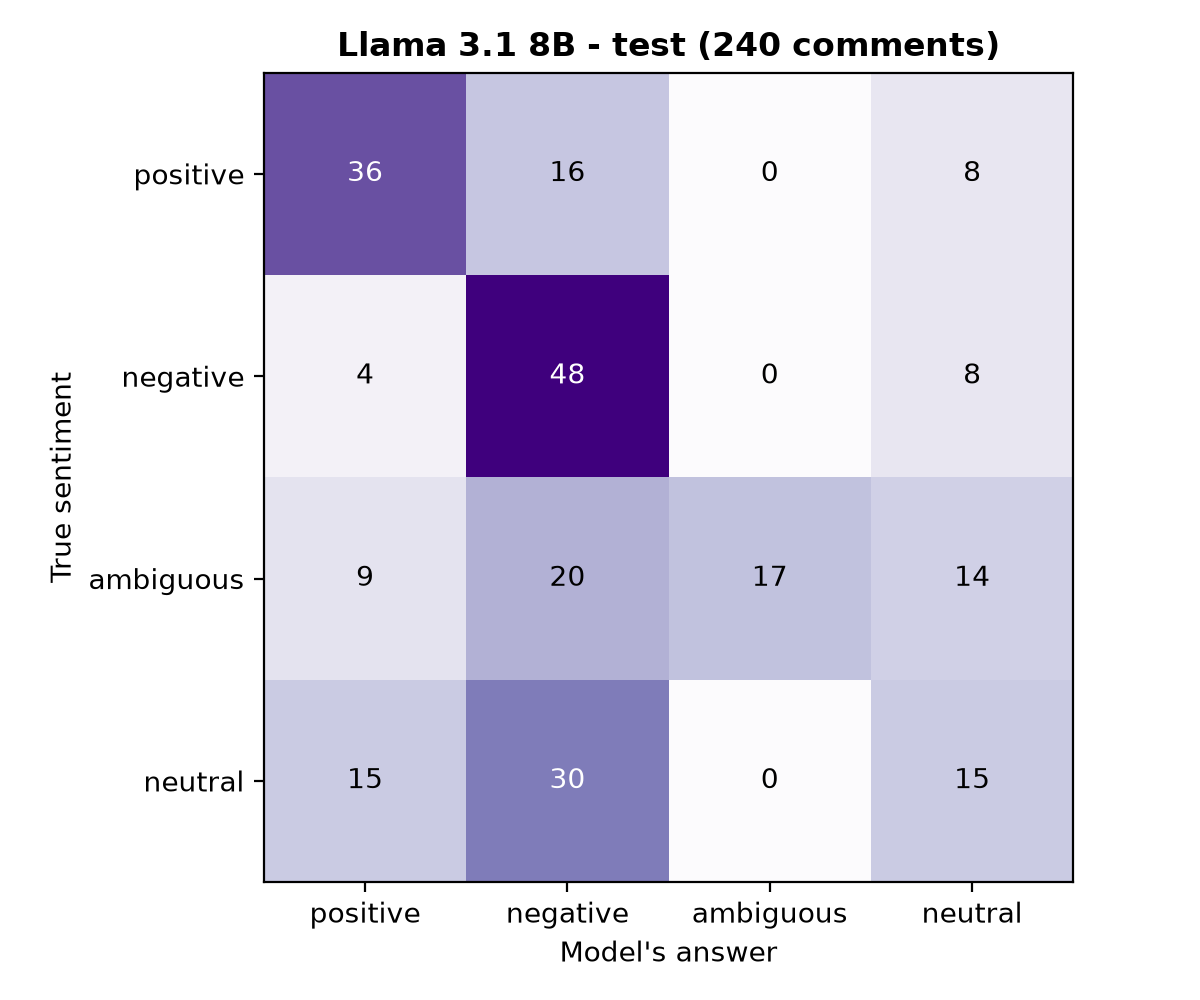 Llama 3.1 8B - test (240 comments)
True sentiment
positive 36 16 0 8
negative 4 48 0 8
ambiguous 9 20 17 14
neutral 15 30 0 15
positive negative ambiguous neutral
Model's answer